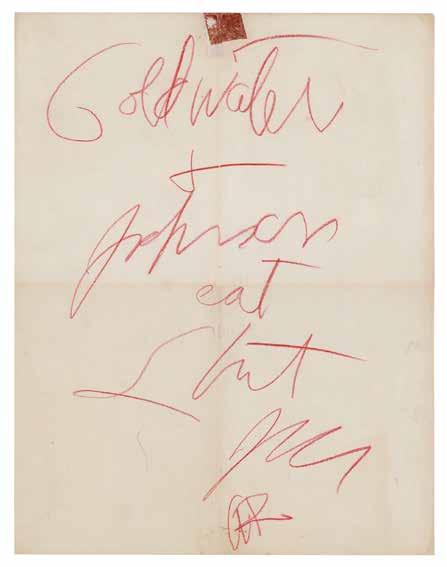 Goldwater
+
Johnson
eat
Shit